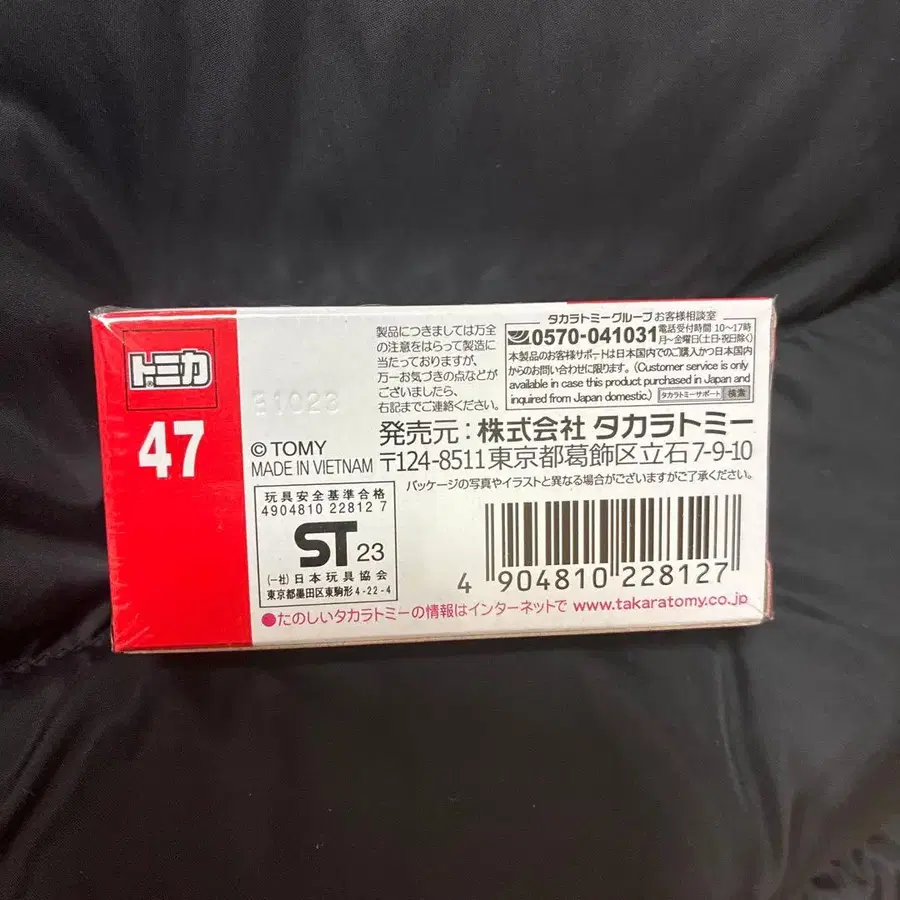 トミカ
®
47
E1023
© TOMY
MADE IN VIETNAM
製品につきましては万全
の注意をはらって製造に
当たっておりますが、
万一お気づきの点などが
ございましたら、
右記までご連絡ください。
タカラトミーグループ お客様相談室
0570-041031
電話受付時間 10〜17時
月〜金曜日(土・日・祝日除く)
本製品のお客様サポートは日本国内でのご購入かつ日本国内
からのお問い合わせに限ります。(Customer service is only
available in case this product purchased in Japan and
inquired from Japan domestic.)
タカラトミーサポート 検索
発売元：株式会社 タカラトミー
〒124-8511 東京都葛飾区立石 7-9-10
パッケージの写真やイラストと異なる場合がございますがご了承ください。
玩具安全基準合格
4904810 22812 7
ST 23
(一社)日本玩具協会
東京都墨田区東駒形 4-22-4
4 904810 228127
●たのしいタカラトミーの情報はインターネットで www.takaratomy.co.jp